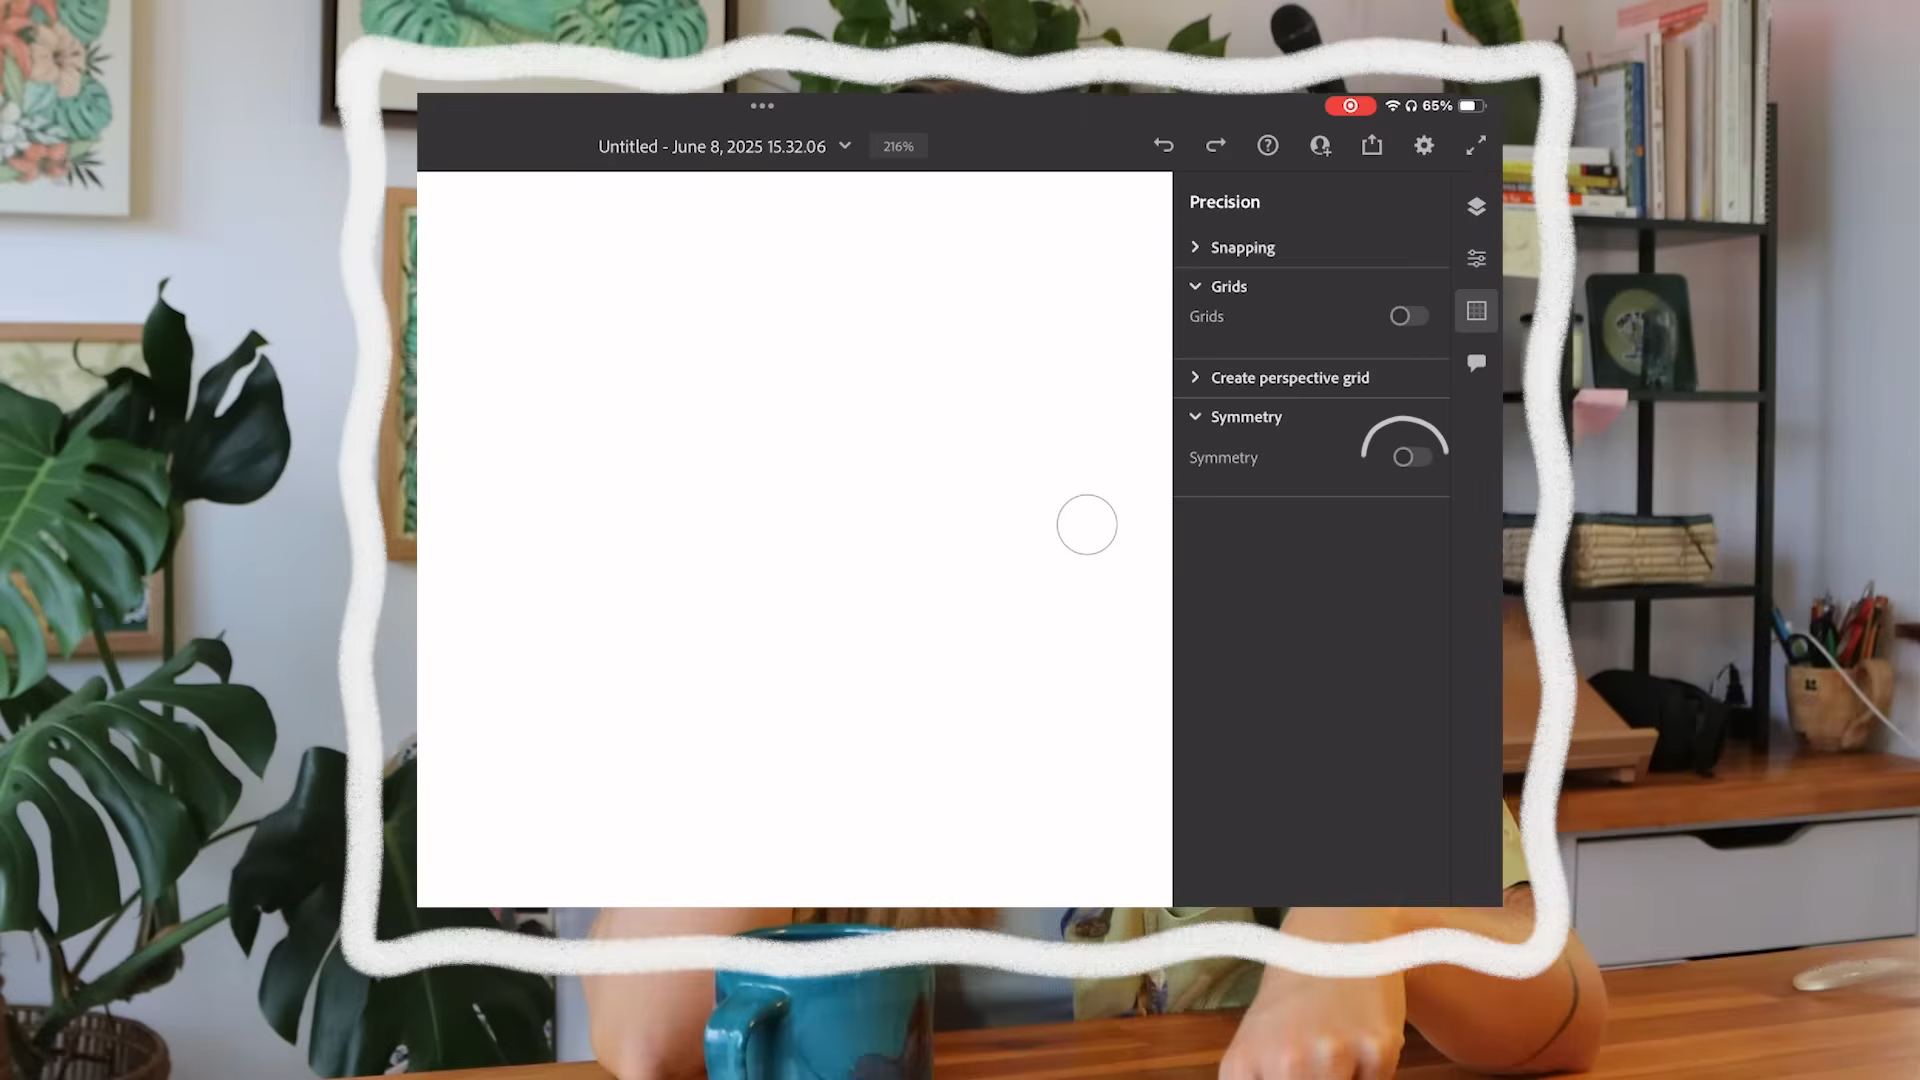 65%
Untitled - June 8, 2025 15.32.06
216%
Precision
Snapping
Grids
Grids
Create perspective grid
Symmetry
Symmetry